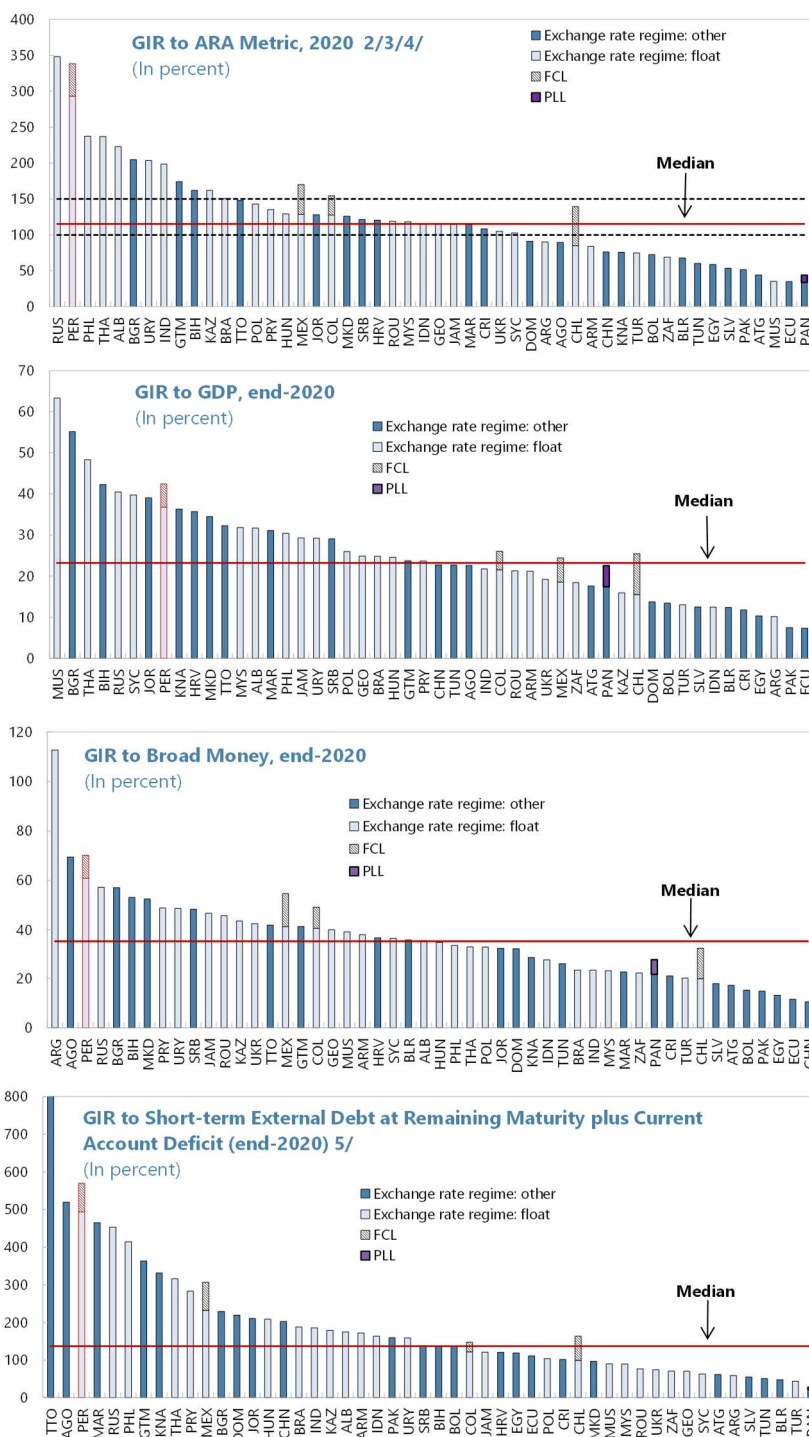 GIR to ARA Metric, 2020 2/3/4/
(In percent)
Exchange rate regime: other
Exchange rate regime: float
FCL
PLL
Median
400
350
300
250
200
150
100
50
0
RUS PER PHL THA ALB BGR URY IND GTM BIH KAZ BRA TTO POL PRY HUN MEX JOR COL MKD SRB HRV ROU MYS IDN GEO JAM MAR CRI UKR SYC DOM ARG AGO CHL ARM CHN KNA TUR BOL ZAF BLR TUN EGY SLV PAK ATG MUS ECU PAN
GIR to GDP, end-2020
(In percent)
Exchange rate regime: other
Exchange rate regime: float
FCL
PLL
Median
70
60
50
40
30
20
10
0
MUS BGR THA BIH RUS SYC JOR PER KNA HRV MKD TTO MYS ALB MAR PHL JAM URY SRB POL GEO BRA HUN GTM PRY CHN TUN AGO IND COL ROU ARM UKR MEX ZAF ATG PAN KAZ CHL DOM BOL TUR SLV IDN BLR CRI EGY ARG PAK ECU
GIR to Broad Money, end-2020
(In percent)
Exchange rate regime: other
Exchange rate regime: float
FCL
PLL
Median
120
100
80
60
40
20
0
ARG AGO PER RUS BGR BIH MKD PRY URY SRB JAM ROU KAZ UKR TTO MEX GTM COL GEO MUS ARM HRV SYC BLR ALB HUN PHL THA POL JOR DOM KNA IDN TUN BRA IND MYS MAR ZAF PAN CRI TUR CHL SLV ATG BOL PAK EGY ECU CHN
GIR to Short-term External Debt at Remaining Maturity plus Current
Account Deficit (end-2020) 5/
(In percent)
Exchange rate regime: other
Exchange rate regime: float
FCL
PLL
Median
800
700
600
500
400
300
200
100
0
TTO AGO PER MAR RUS PHL GTM KNA THA PRY MEX BGR DOM JOR HUN CHN BRA IND KAZ ALB ARM IDN PAK URY SRB BIH BOL COL JAM HRV EGY ECU POL CRI CHL MKD MUS MYS ROU UKR ZAF GEO SYC ATG ARG SLV TUN BLR TUR